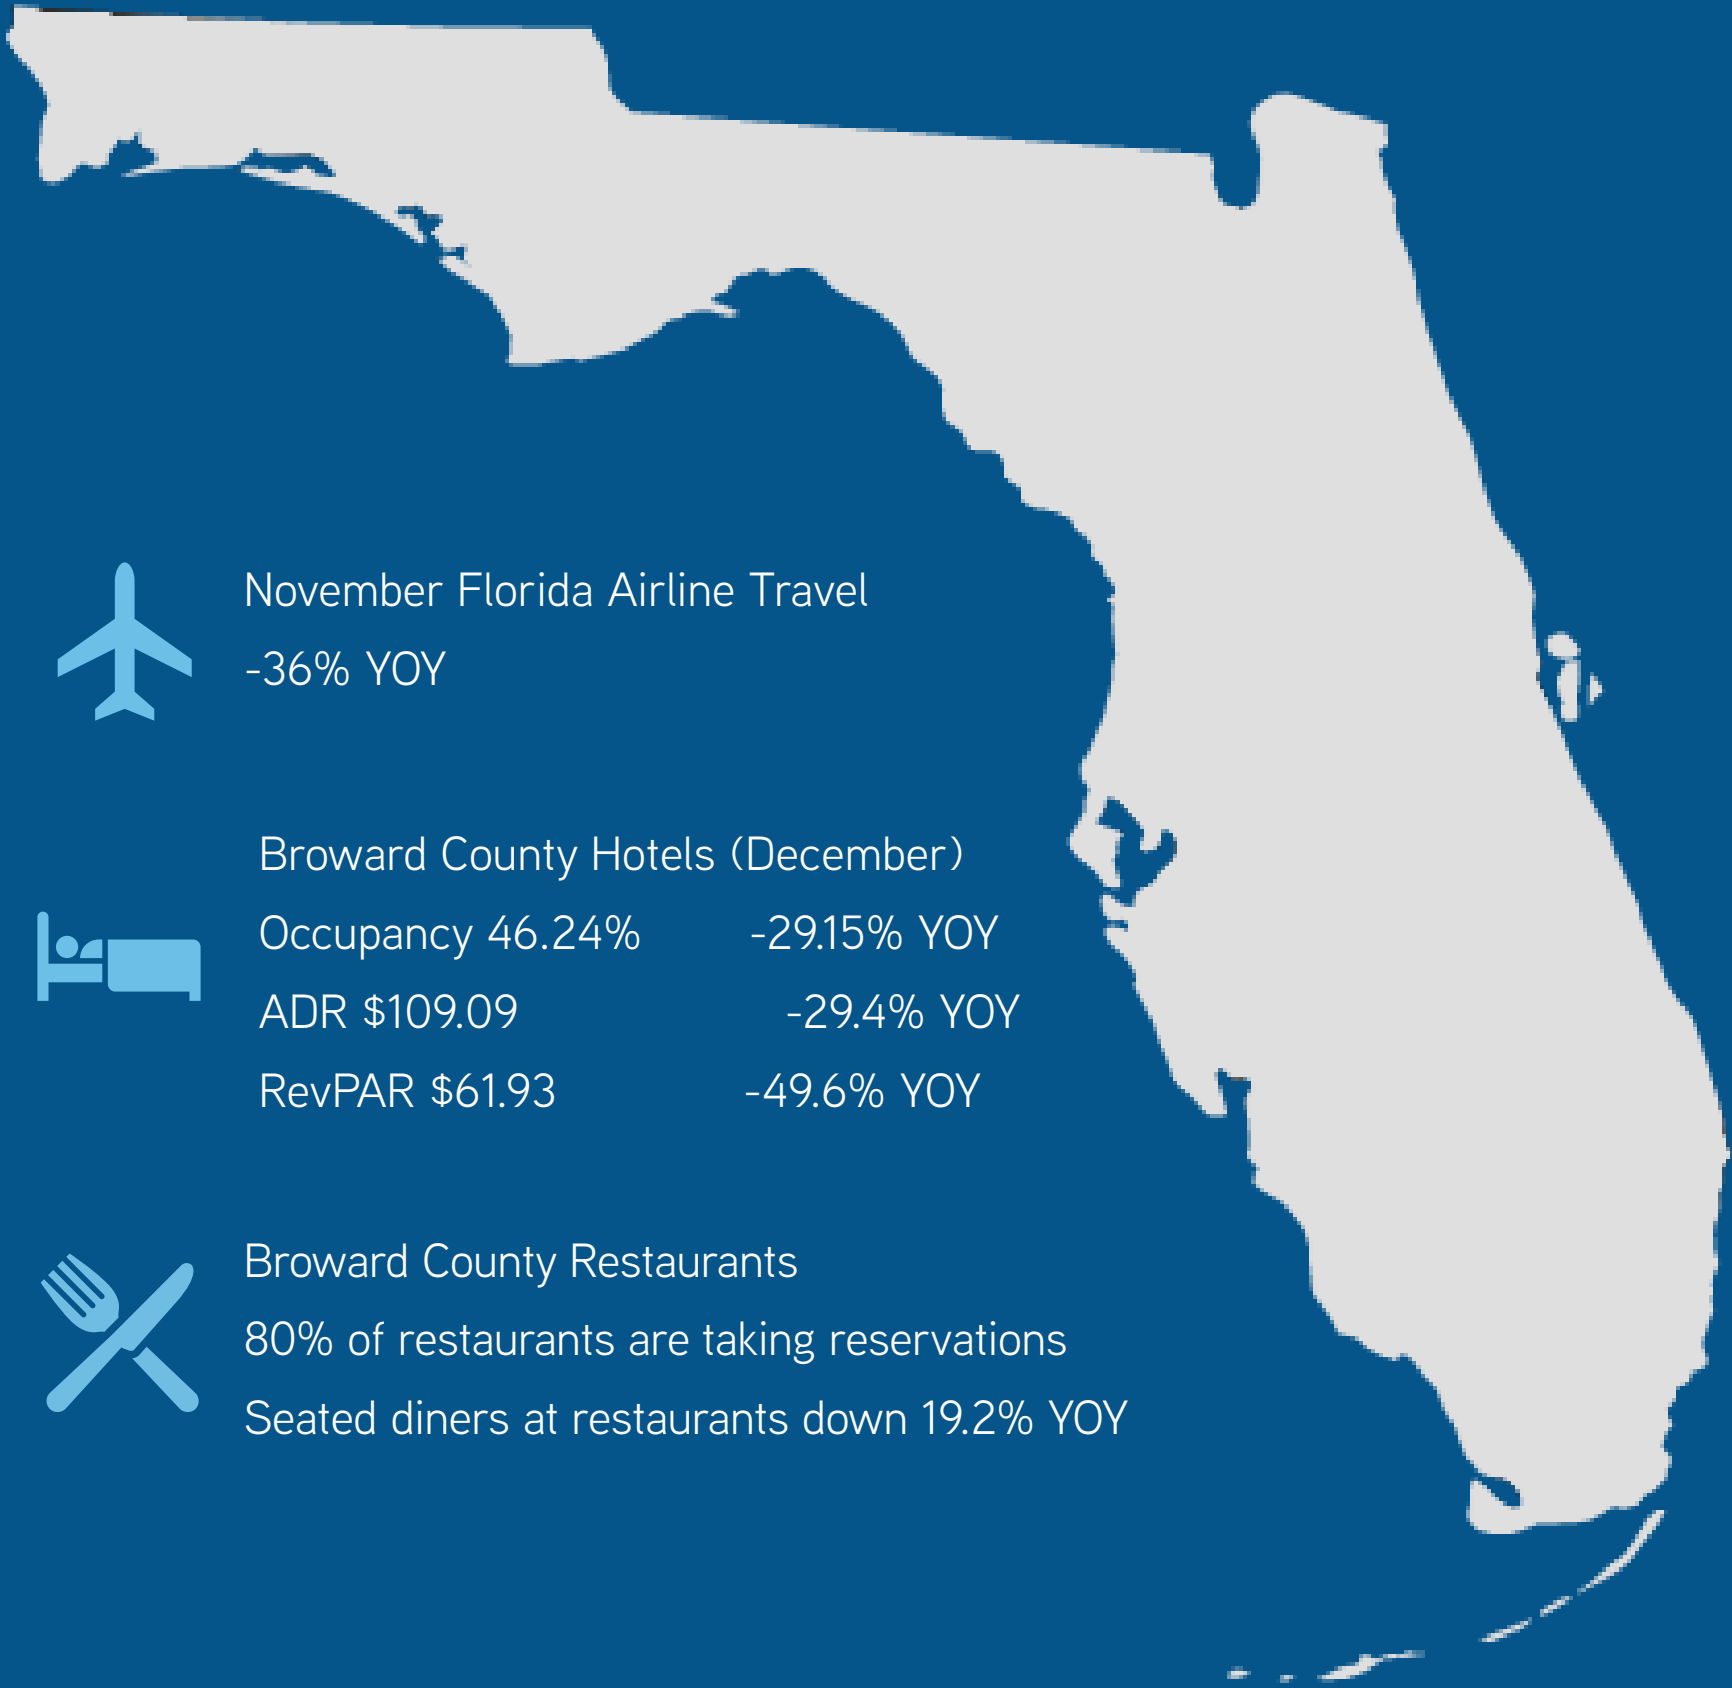 November Florida Airline Travel
-36% YOY
Broward County Hotels (December)
Occupancy 46.24% -29.15% YOY
ADR $109.09 -29.4% YOY
RevPAR $61.93 -49.6% YOY
Broward County Restaurants
80% of restaurants are taking reservations
Seated diners at restaurants down 19.2% YOY